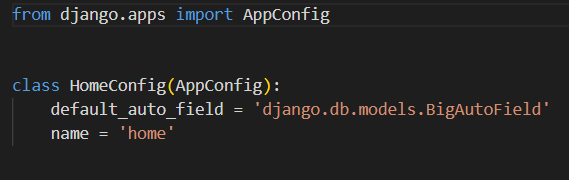 from django.apps import AppConfig
class HomeConfig(AppConfig):
default_auto_field = 'django.db.models.BigAutoField'
name = 'home'